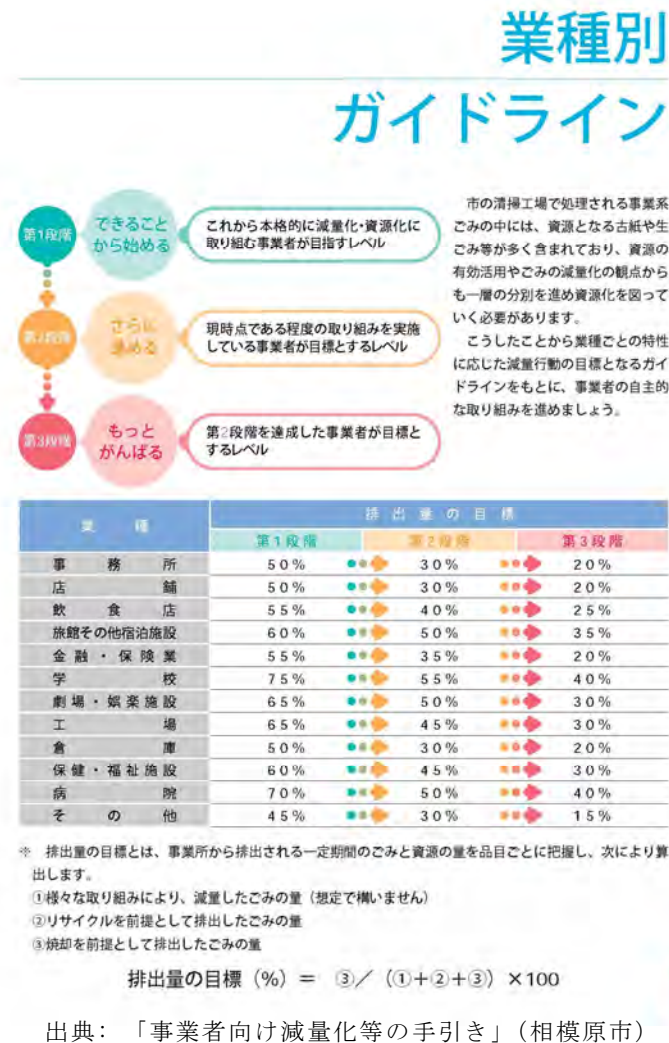 業種別
ガイドライン
第1段階
できること
から始める
これから本格的に減量化・資源化に
取り組む事業者が目指すレベル
第2段階
さらに
進める
現時点である程度の取り組みを実施
している事業者が目標とするレベル
第3段階
もっと
がんばる
第2段階を達成した事業者が目標と
するレベル
市の清掃工場で処理される事業系
ごみの中には、資源となる古紙や生
ごみ等が多く含まれており、資源の
有効活用やごみの減量化の観点から
も一層の分別を進め資源化を図って
いく必要があります。
こうしたことから業種ごとの特性
に応じた減量行動の目標となるガイ
ドラインをもとに、事業者の自主的
な取り組みを進めましょう。
業種 排出量の目標
第1段階 第2段階 第3段階
事務所 50% 30% 20%
店舗 50% 30% 20%
飲食店 55% 40% 25%
旅館その他宿泊施設 60% 50% 35%
金融・保険業 55% 35% 20%
学校 75% 55% 40%
劇場・娯楽施設 65% 50% 30%
工場 65% 45% 30%
倉庫 50% 30% 20%
保健・福祉施設 60% 45% 30%
病院 70% 50% 40%
その他 45% 30% 15%
※ 排出量の目標とは、事業所から排出される一定期間のごみと資源の量を品目ごとに把握し、次により算
出します。
①様々な取り組みにより、減量したごみの量（想定で構いません）
②リサイクルを前提として排出したごみの量
③焼却を前提として排出したごみの量
排出量の目標（%）＝ ③／（①＋②＋③）×100
出典：「事業者向け減量化等の手引き」（相模原市）